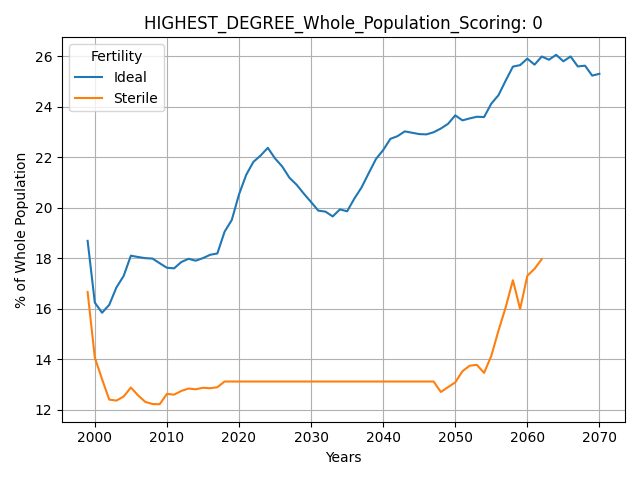 HIGHEST_DEGREE_Whole_Population_Scoring: 0
Fertility
Ideal
Sterile
% of Whole Population
26
24
22
20
18
16
14
12
2000 2010 2020 2030 2040 2050 2060 2070
Years